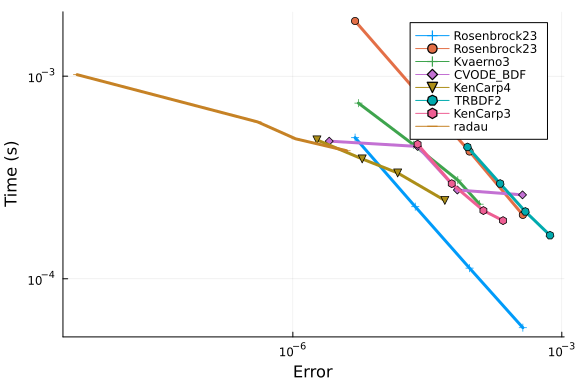 Rosenbrock23
Rosenbrock23
Kvaerno3
CVODE_BDF
KenCarp4
TRBDF2
KenCarp3
radau
10⁻³
10⁻⁴
Time (s)
10⁻⁶
10⁻³
Error